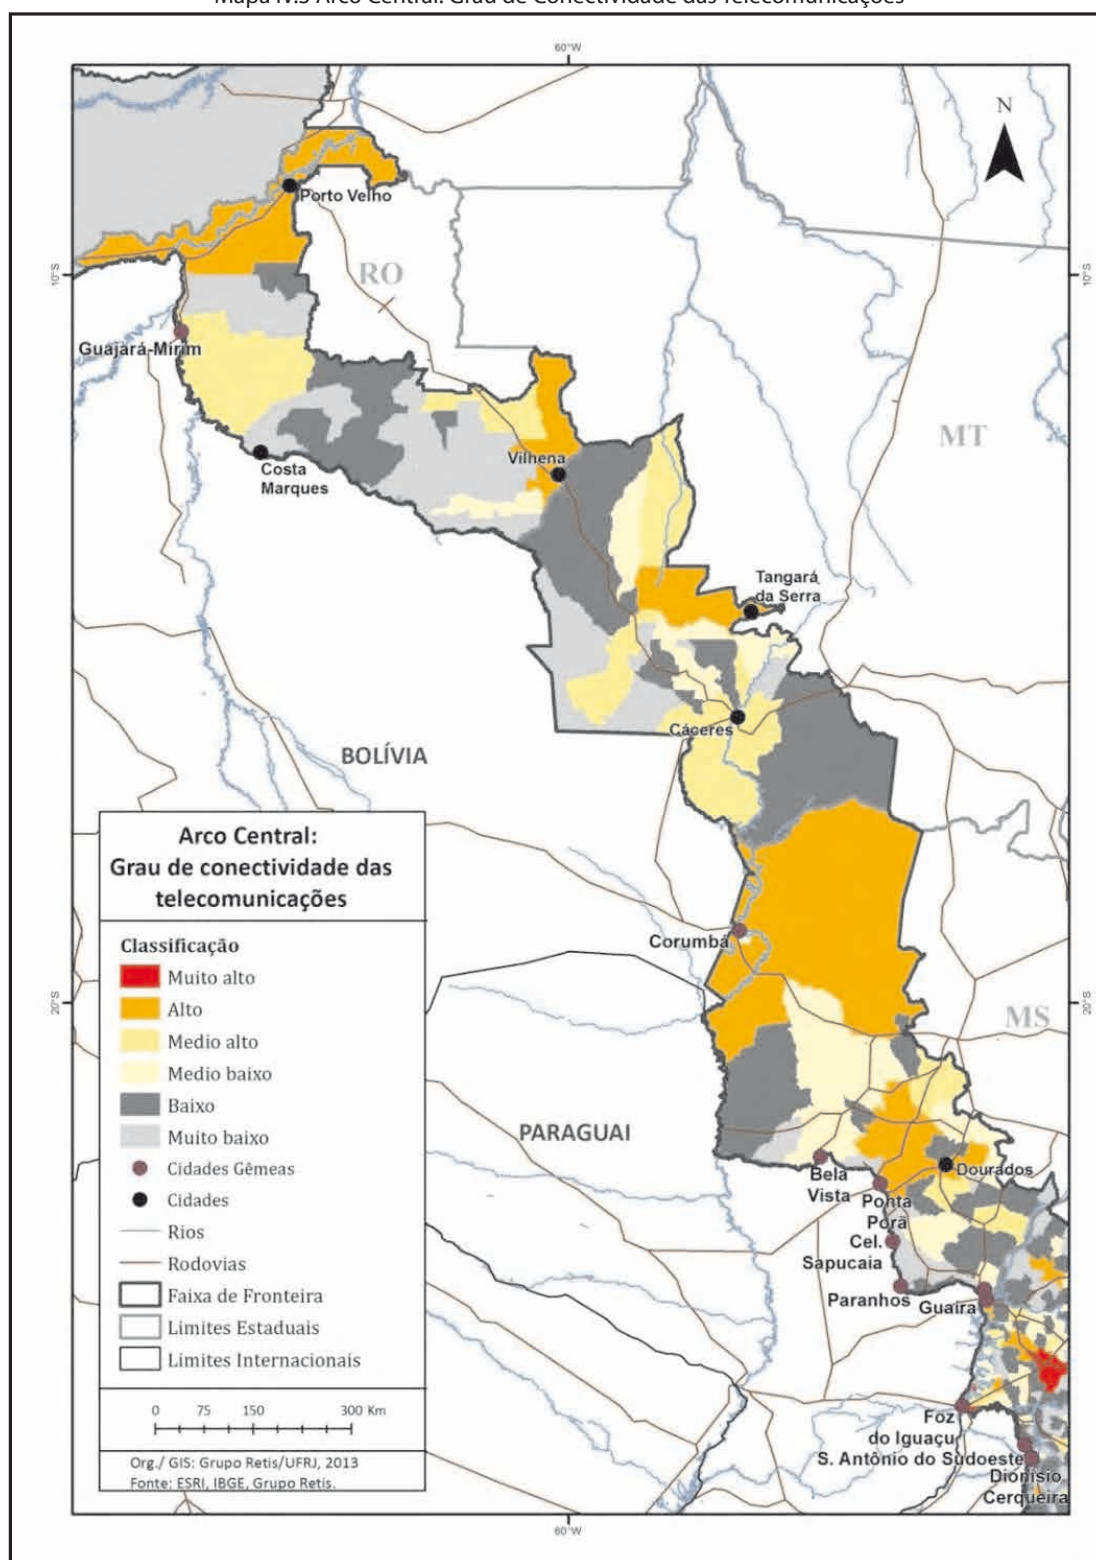 Mapa IV.5 Arco Central: Grau de Conectividade das Telecomunicações
60°W
N
Porto Velho
RO
10°S
10°S
Guajará-Mirim
MT
Vilhena
Costa
Marques
Tangará
da Serra
Cáceres
BOLÍVIA
Arco Central:
Grau de conectividade das
telecomunicações
Classificação
Muito alto
Alto
Medio alto
Medio baixo
Baixo
Muito baixo
Cidades Gêmeas
Cidades
Rios
Rodovias
Faixa de Fronteira
Limites Estaduais
Limites Internacionais
0 75 150 300 Km
Org./ GIS: Grupo Retis/UFRJ, 2013
Fonte: ESRI, IBGE, Grupo Retis.
Corumbá
20°S
20°S
MS
PARAGUAI
Bela
Vista
Dourados
Ponta
Porã
Cel.
Sapucaia
Paranhos
Guaíra
Foz
do Iguaçu
S. Antônio do Sudoeste
Dionísio
Cerqueira
60°W